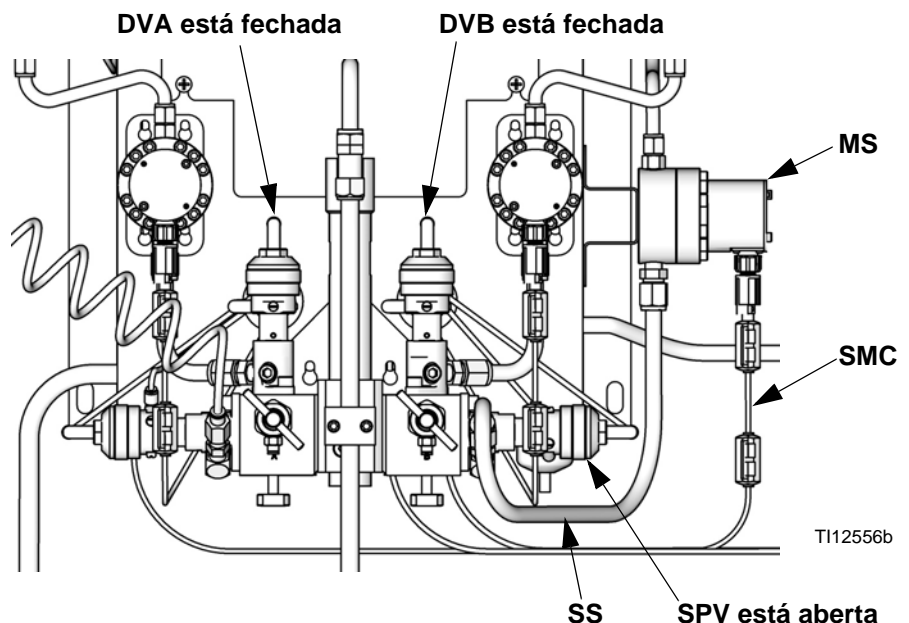 DVA está fechada
DVB está fechada
MS
SMC
TI12556b
SS
SPV está aberta